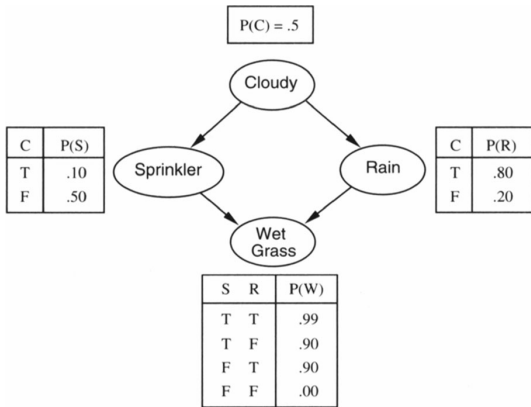 P(C) = .5
Cloudy
C P(S)
T .10
F .50
Sprinkler
Rain
C P(R)
T .80
F .20
Wet
Grass
S R P(W)
T T .99
T F .90
F T .90
F F .00